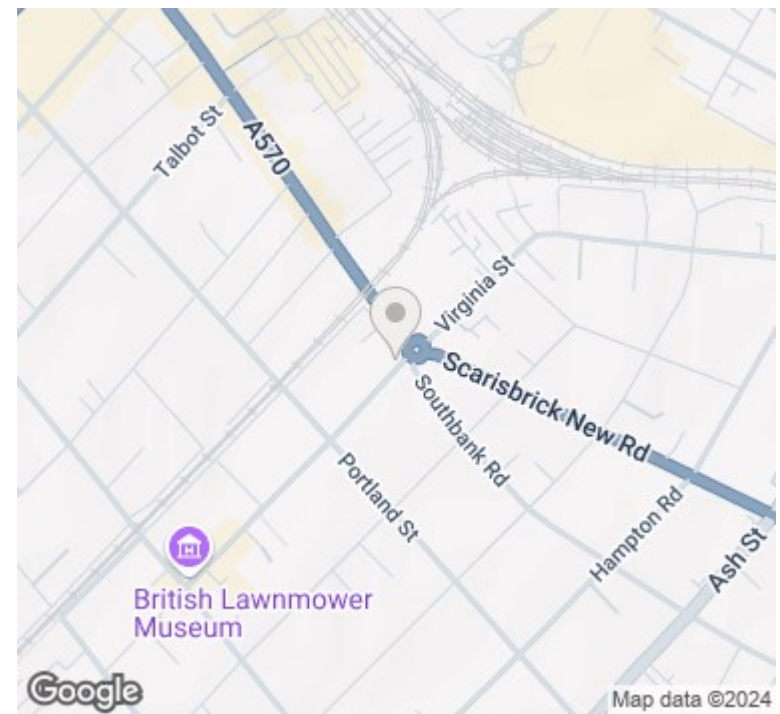 Talbot St
A570
Virginia St
Scarisbrick New Rd
Southbank Rd
Portland St
Hampton Rd
Ash St
British Lawnmower
Museum
Google
Map data ©2024